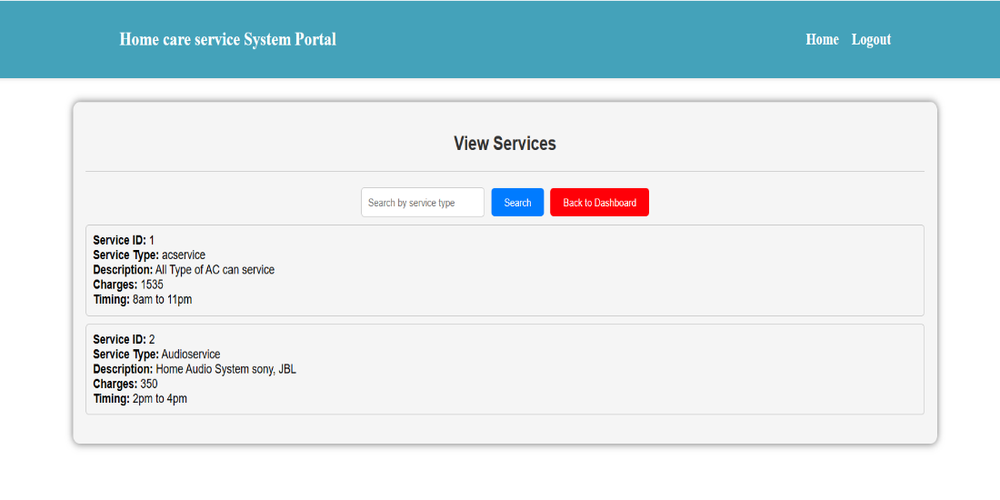 Home care service System Portal
Home Logout
View Services
Search by service type Search Back to Dashboard
Service ID: 1
Service Type: acservice
Description: All Type of AC can service
Charges: 1535
Timing: 8am to 11pm
Service ID: 2
Service Type: Audioservice
Description: Home Audio System sony, JBL
Charges: 350
Timing: 2pm to 4pm